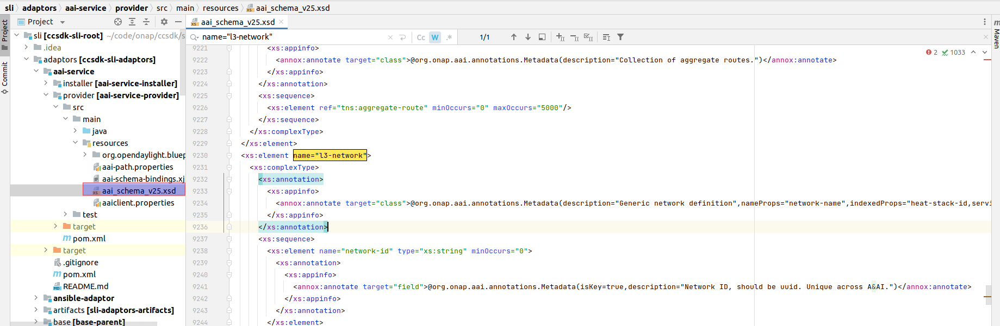 sli 〉 adaptors 〉 aai-service 〉 provider 〉 src 〉 main 〉 resources 〉 aai_schema_v25.xsd
Project
aai_schema_v25.xsd ×
name="l3-network" × Cc W .* 1/1
Project
Commit
sli [ccsdk-sli-root] ~/code/onap/ccsdk/s
.idea
adaptors [ccsdk-sli-adaptors]
aai-service
installer [aai-service-installer]
provider [aai-service-provider]
src
main
java
resources
org.opendaylight.bluep
aai-path.properties
aai-schema-bindings.xj
aai_schema_v25.xsd
aaiclient.properties
test
target
pom.xml
target
.gitignore
pom.xml
README.md
ansible-adaptor
artifacts [sli-adaptors-artifacts]
base [base-parent]
9221 <xs:appinfo>
9222 <annox:annotate target="class">@org.onap.aai.annotations.Metadata(description="Collection of aggregate routes.")</annox:annotate>
9223 </xs:appinfo>
9224 </xs:annotation>
9225 <xs:sequence>
9226 <xs:element ref="tns:aggregate-route" minOccurs="0" maxOccurs="5000"/>
9227 </xs:sequence>
9228 </xs:complexType>
9229 </xs:element>
9230 <xs:element name="l3-network">
9231 <xs:complexType>
9232 <xs:annotation>
9233 <xs:appinfo>
9234 <annox:annotate target="class">@org.onap.aai.annotations.Metadata(description="Generic network definition",nameProps="network-name",indexedProps="heat-stack-id,servi
9235 </xs:appinfo>
9236 </xs:annotation>
9237 <xs:sequence>
9238 <xs:element name="network-id" type="xs:string" minOccurs="0">
9239 <xs:annotation>
9240 <xs:appinfo>
9241 <annox:annotate target="field">@org.onap.aai.annotations.Metadata(isKey=true,description="Network ID, should be uuid. Unique across A&AI.")</annox:annotate>
9242 </xs:appinfo>
9243 </xs:annotation>
9244 </xs:element>
2 1033
m Maven